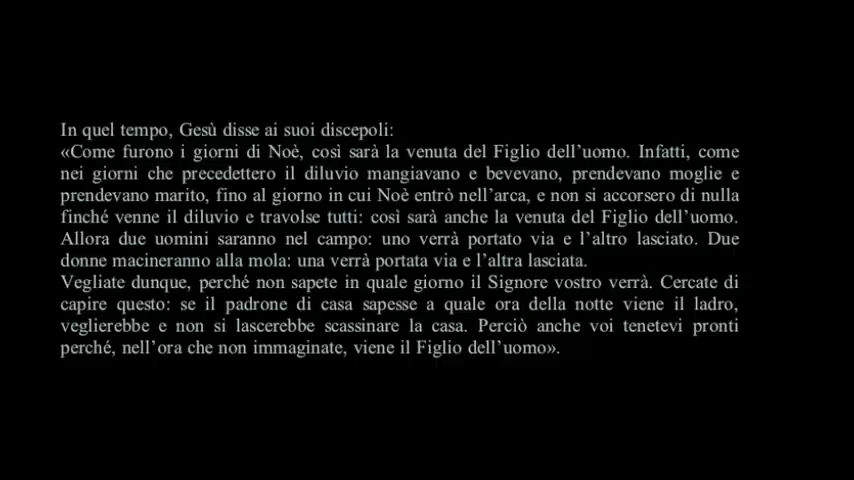 In quel tempo, Gesù disse ai suoi discepoli:
«Come furono i giorni di Noè, così sarà la venuta del Figlio dell’uomo. Infatti, come
nei giorni che precedettero il diluvio mangiavano e bevevano, prendevano moglie e
prendevano marito, fino al giorno in cui Noè entrò nell’arca, e non si accorsero di nulla
finché venne il diluvio e travolse tutti: così sarà anche la venuta del Figlio dell’uomo.
Allora due uomini saranno nel campo: uno verrà portato via e l’altro lasciato. Due
donne macineranno alla mola: una verrà portata via e l’altra lasciata.
Vegliate dunque, perché non sapete in quale giorno il Signore vostro verrà. Cercate di
capire questo: se il padrone di casa sapesse a quale ora della notte viene il ladro,
veglierebbe e non si lascerebbe scassinare la casa. Perciò anche voi tenetevi pronti
perché, nell’ora che non immaginate, viene il Figlio dell’uomo».